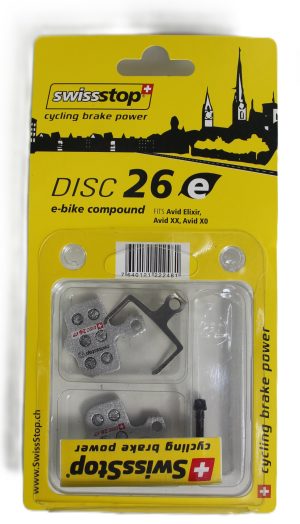 swissstop
cycling brake power
DISC 26 e
e-bike compound
FITS Avid Elixir,
Avid XX, Avid X0
www.SwissStop.ch
cycling brake power
SwissStop
cycling brake
power